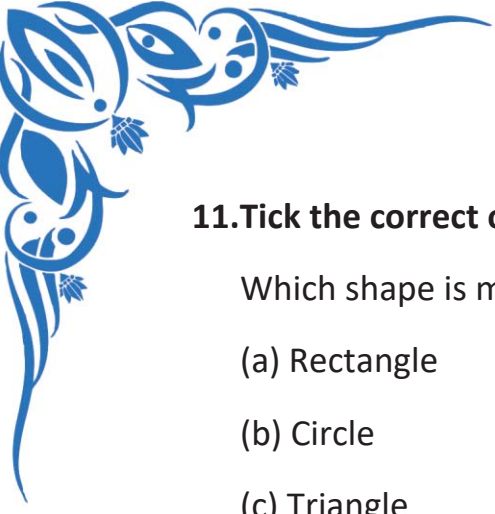 11.Tick the correct
Which shape is
(a) Rectangle
(b) Circle
(c) Triangle